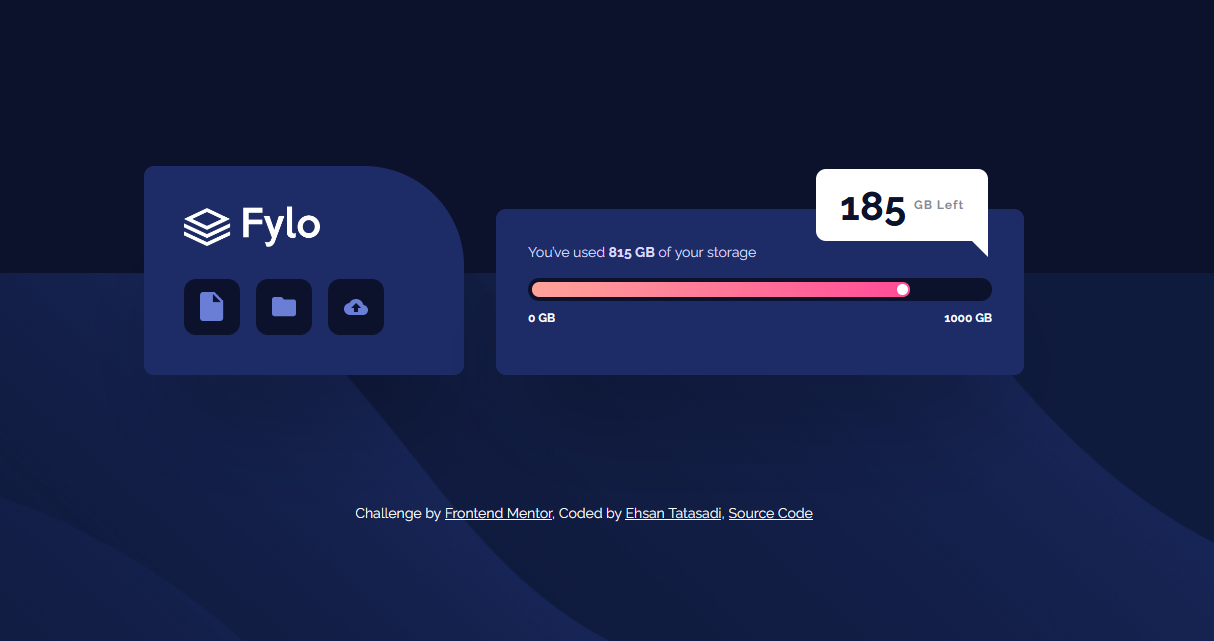 Fylo
185 GB Left
You've used 815 GB of your storage
0 GB 1000 GB
Challenge by Frontend Mentor, Coded by Ehsan Tatasadi, Source Code